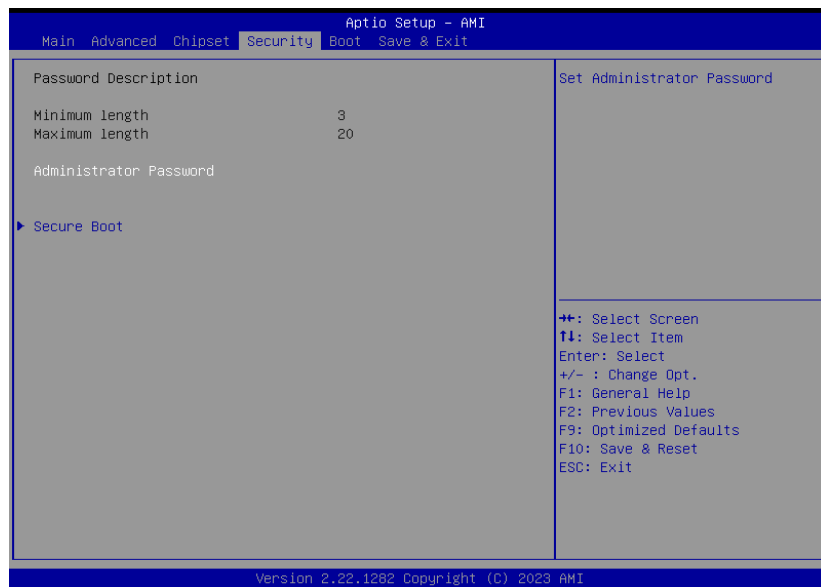 Aptio Setup – AMI
Main Advanced Chipset Security Boot Save & Exit
Password Description
Minimum length 3
Maximum length 20
Administrator Password
Secure Boot
Set Administrator Password
→←: Select Screen
↑↓: Select Item
Enter: Select
+/- : Change Opt.
F1: General Help
F2: Previous Values
F9: Optimized Defaults
F10: Save & Reset
ESC: Exit
Version 2.22.1282 Copyright (C) 2023 AMI